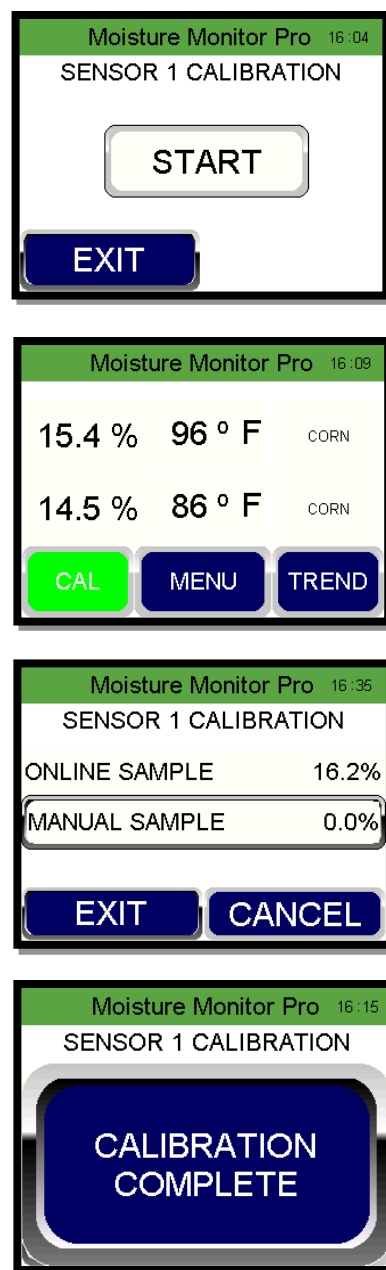 Moisture Monitor Pro 16:04
SENSOR 1 CALIBRATION
START
EXIT
Moisture Monitor Pro 16:09
15.4 % 96 º F CORN
14.5 % 86 º F CORN
CAL MENU TREND
Moisture Monitor Pro 16:35
SENSOR 1 CALIBRATION
ONLINE SAMPLE 16.2%
MANUAL SAMPLE 0.0%
EXIT CANCEL
Moisture Monitor Pro 16:15
SENSOR 1 CALIBRATION
CALIBRATION
COMPLETE